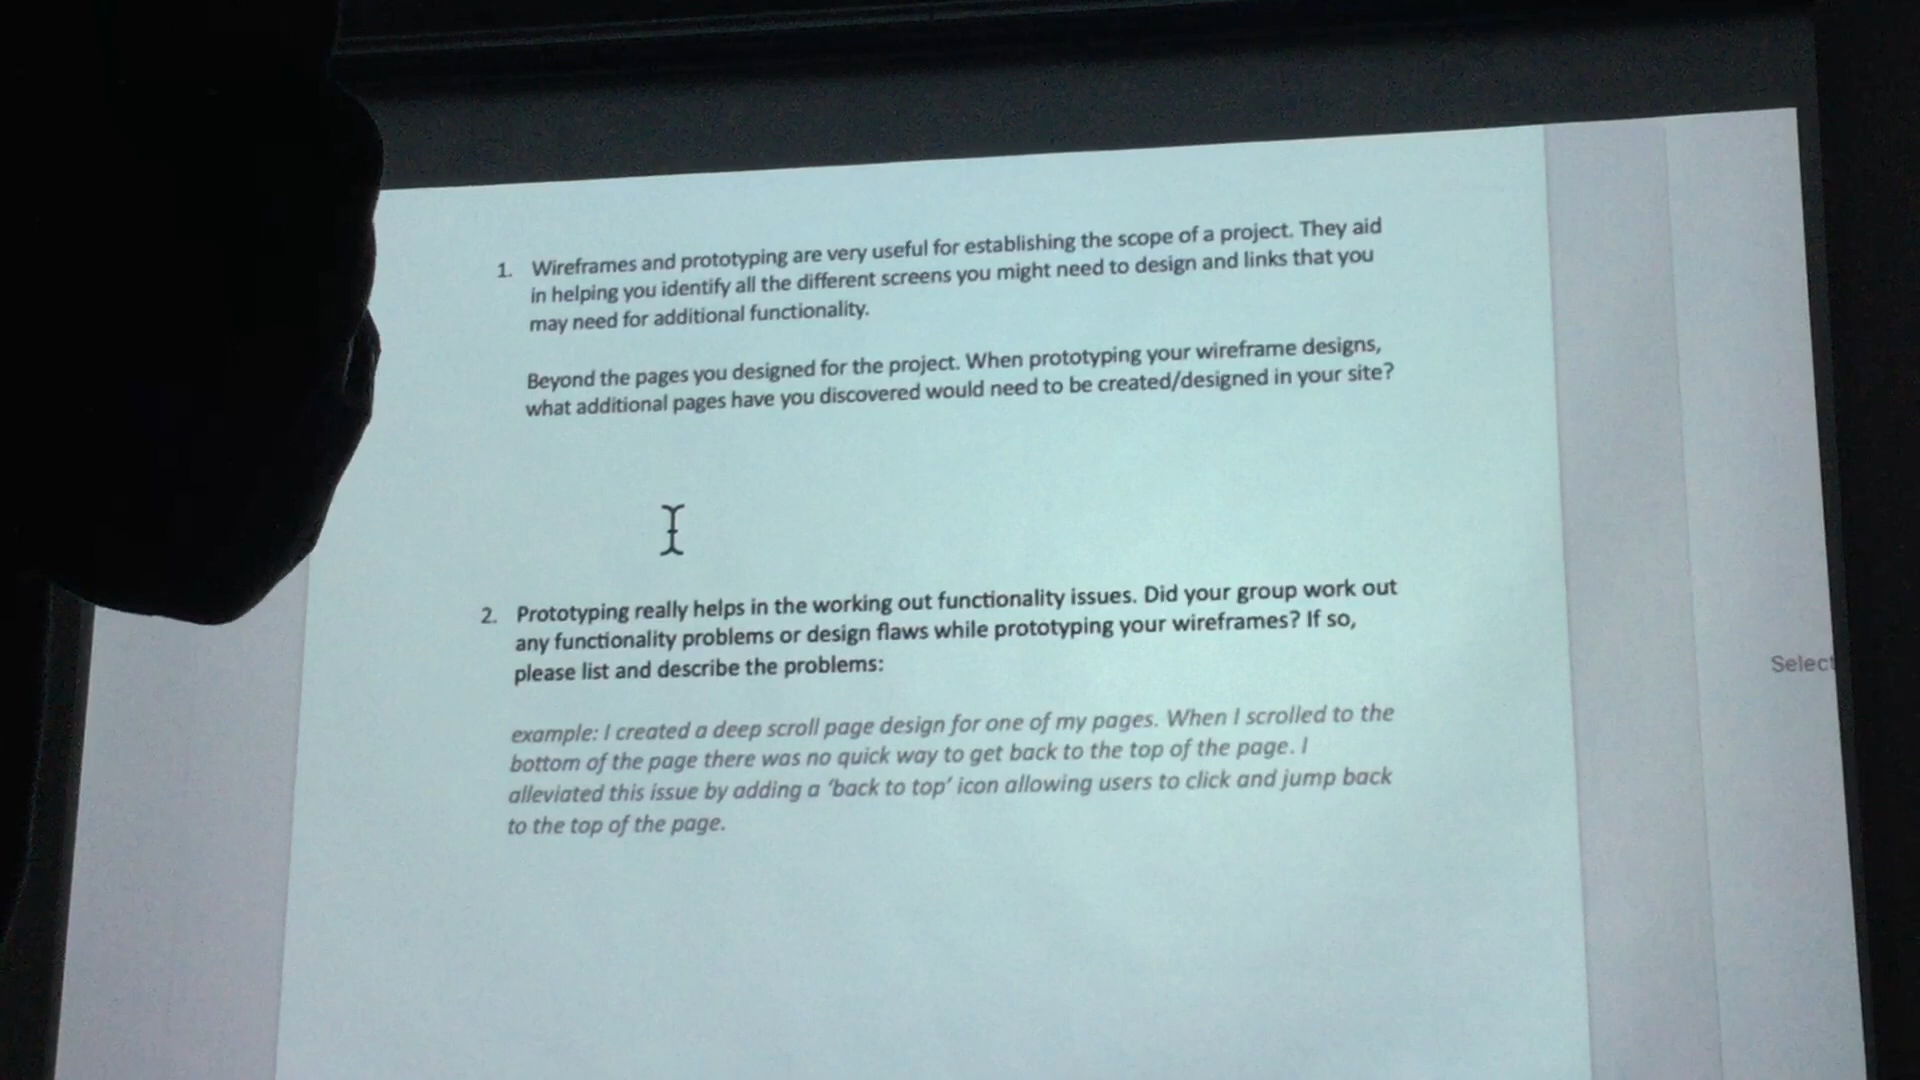 1. Wireframes and prototyping are very useful for establishing the scope of a project. They aid
in helping you identify all the different screens you might need to design and links that you
may need for additional functionality.
Beyond the pages you designed for the project. When prototyping your wireframe designs,
what additional pages have you discovered would need to be created/designed in your site?
2. Prototyping really helps in the working out functionality issues. Did your group work out
any functionality problems or design flaws while prototyping your wireframes? If so,
please list and describe the problems:
example: I created a deep scroll page design for one of my pages. When I scrolled to the
bottom of the page there was no quick way to get back to the top of the page. I
alleviated this issue by adding a ‘back to top’ icon allowing users to click and jump back
to the top of the page.
Select